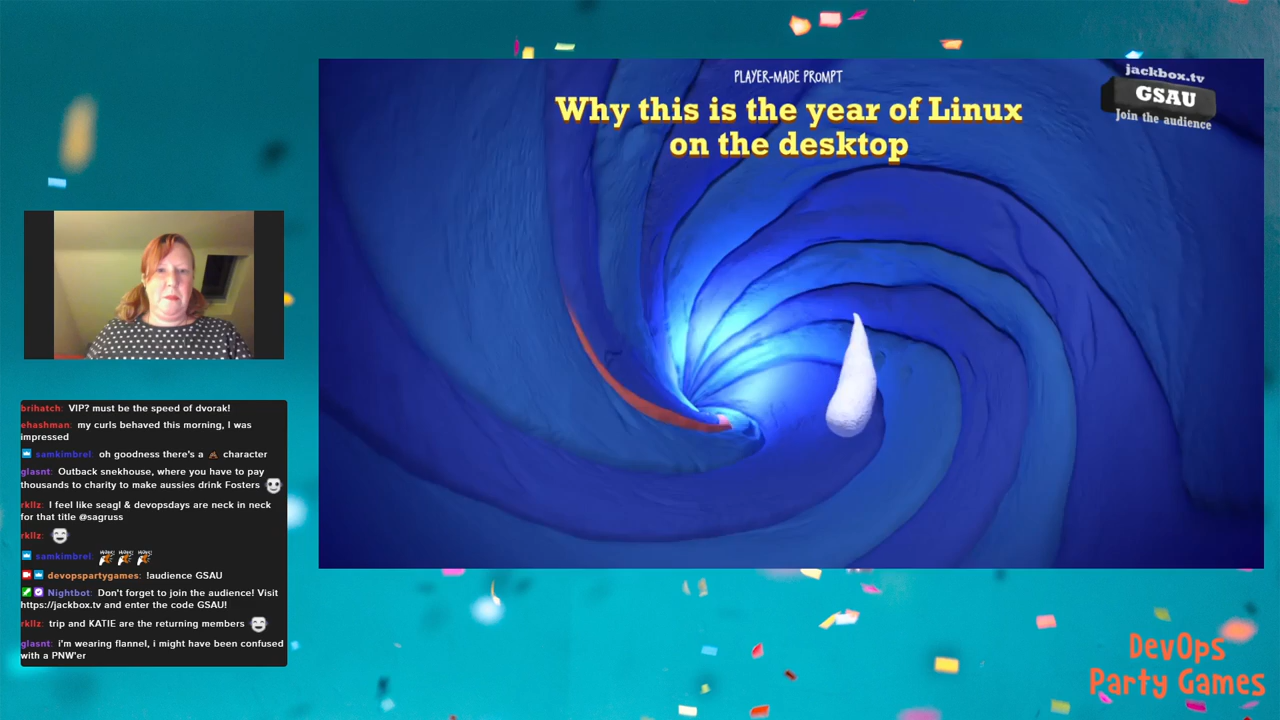 PLAYER-MADE PROMPT
Why this is the year of Linux
on the desktop
jackbox.tv
GSAU
Join the audience
brihatch: VIP? must be the speed of dvorak!
ehashman: my curls behaved this morning, I was
impressed
samkimbrel: oh goodness there's a character
glasnt: Outback snekhouse, where you have to pay
thousands to charity to make aussies drink Fosters
rkllz: I feel like seagl & devopsdays are neck in neck
for that title @sagruss
rkllz:
samkimbrel:
devopspartygames: !audience GSAU
Nightbot: Don't forget to join the audience! Visit
https://jackbox.tv and enter the code GSAU!
rkllz: trip and KATIE are the returning members
glasnt: i'm wearing flannel, i might have been confused
with a PNW'er
DevOps
Party Games